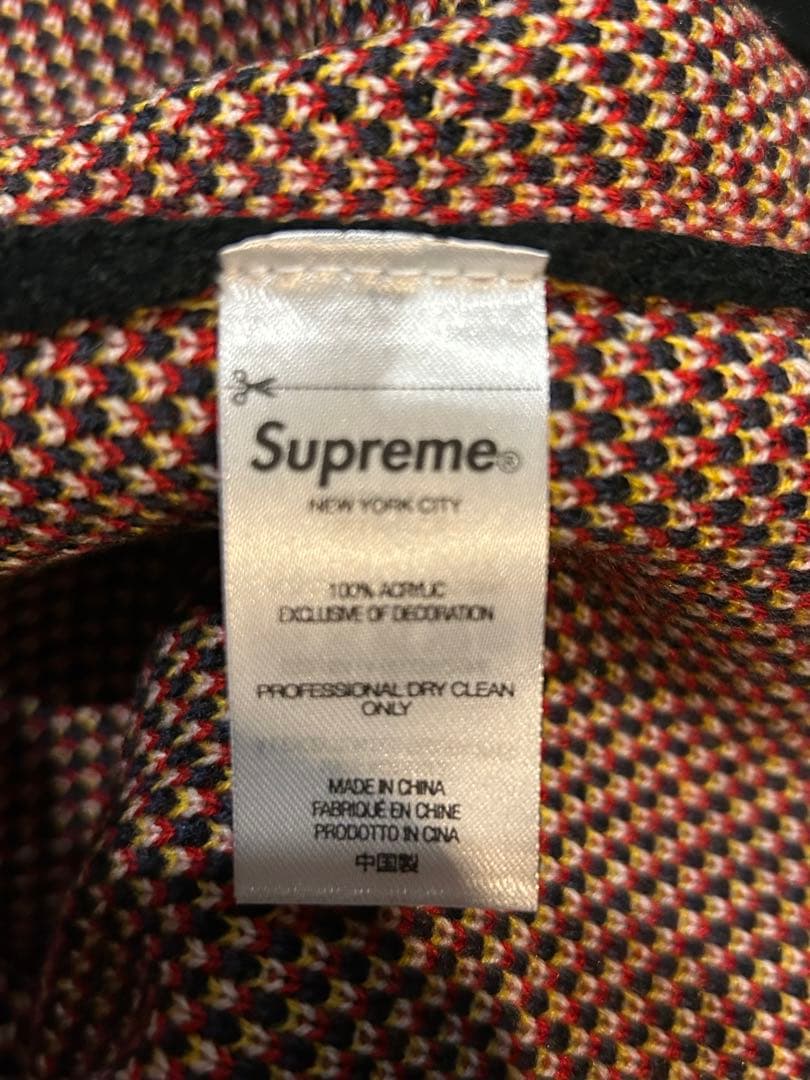 Supreme®
NEW YORK CITY
100% ACRYLIC
EXCLUSIVE OF DECORATION
PROFESSIONAL DRY CLEAN
ONLY
MADE IN CHINA
FABRIQUÉ EN CHINE
PRODOTTO IN CINA
中国製